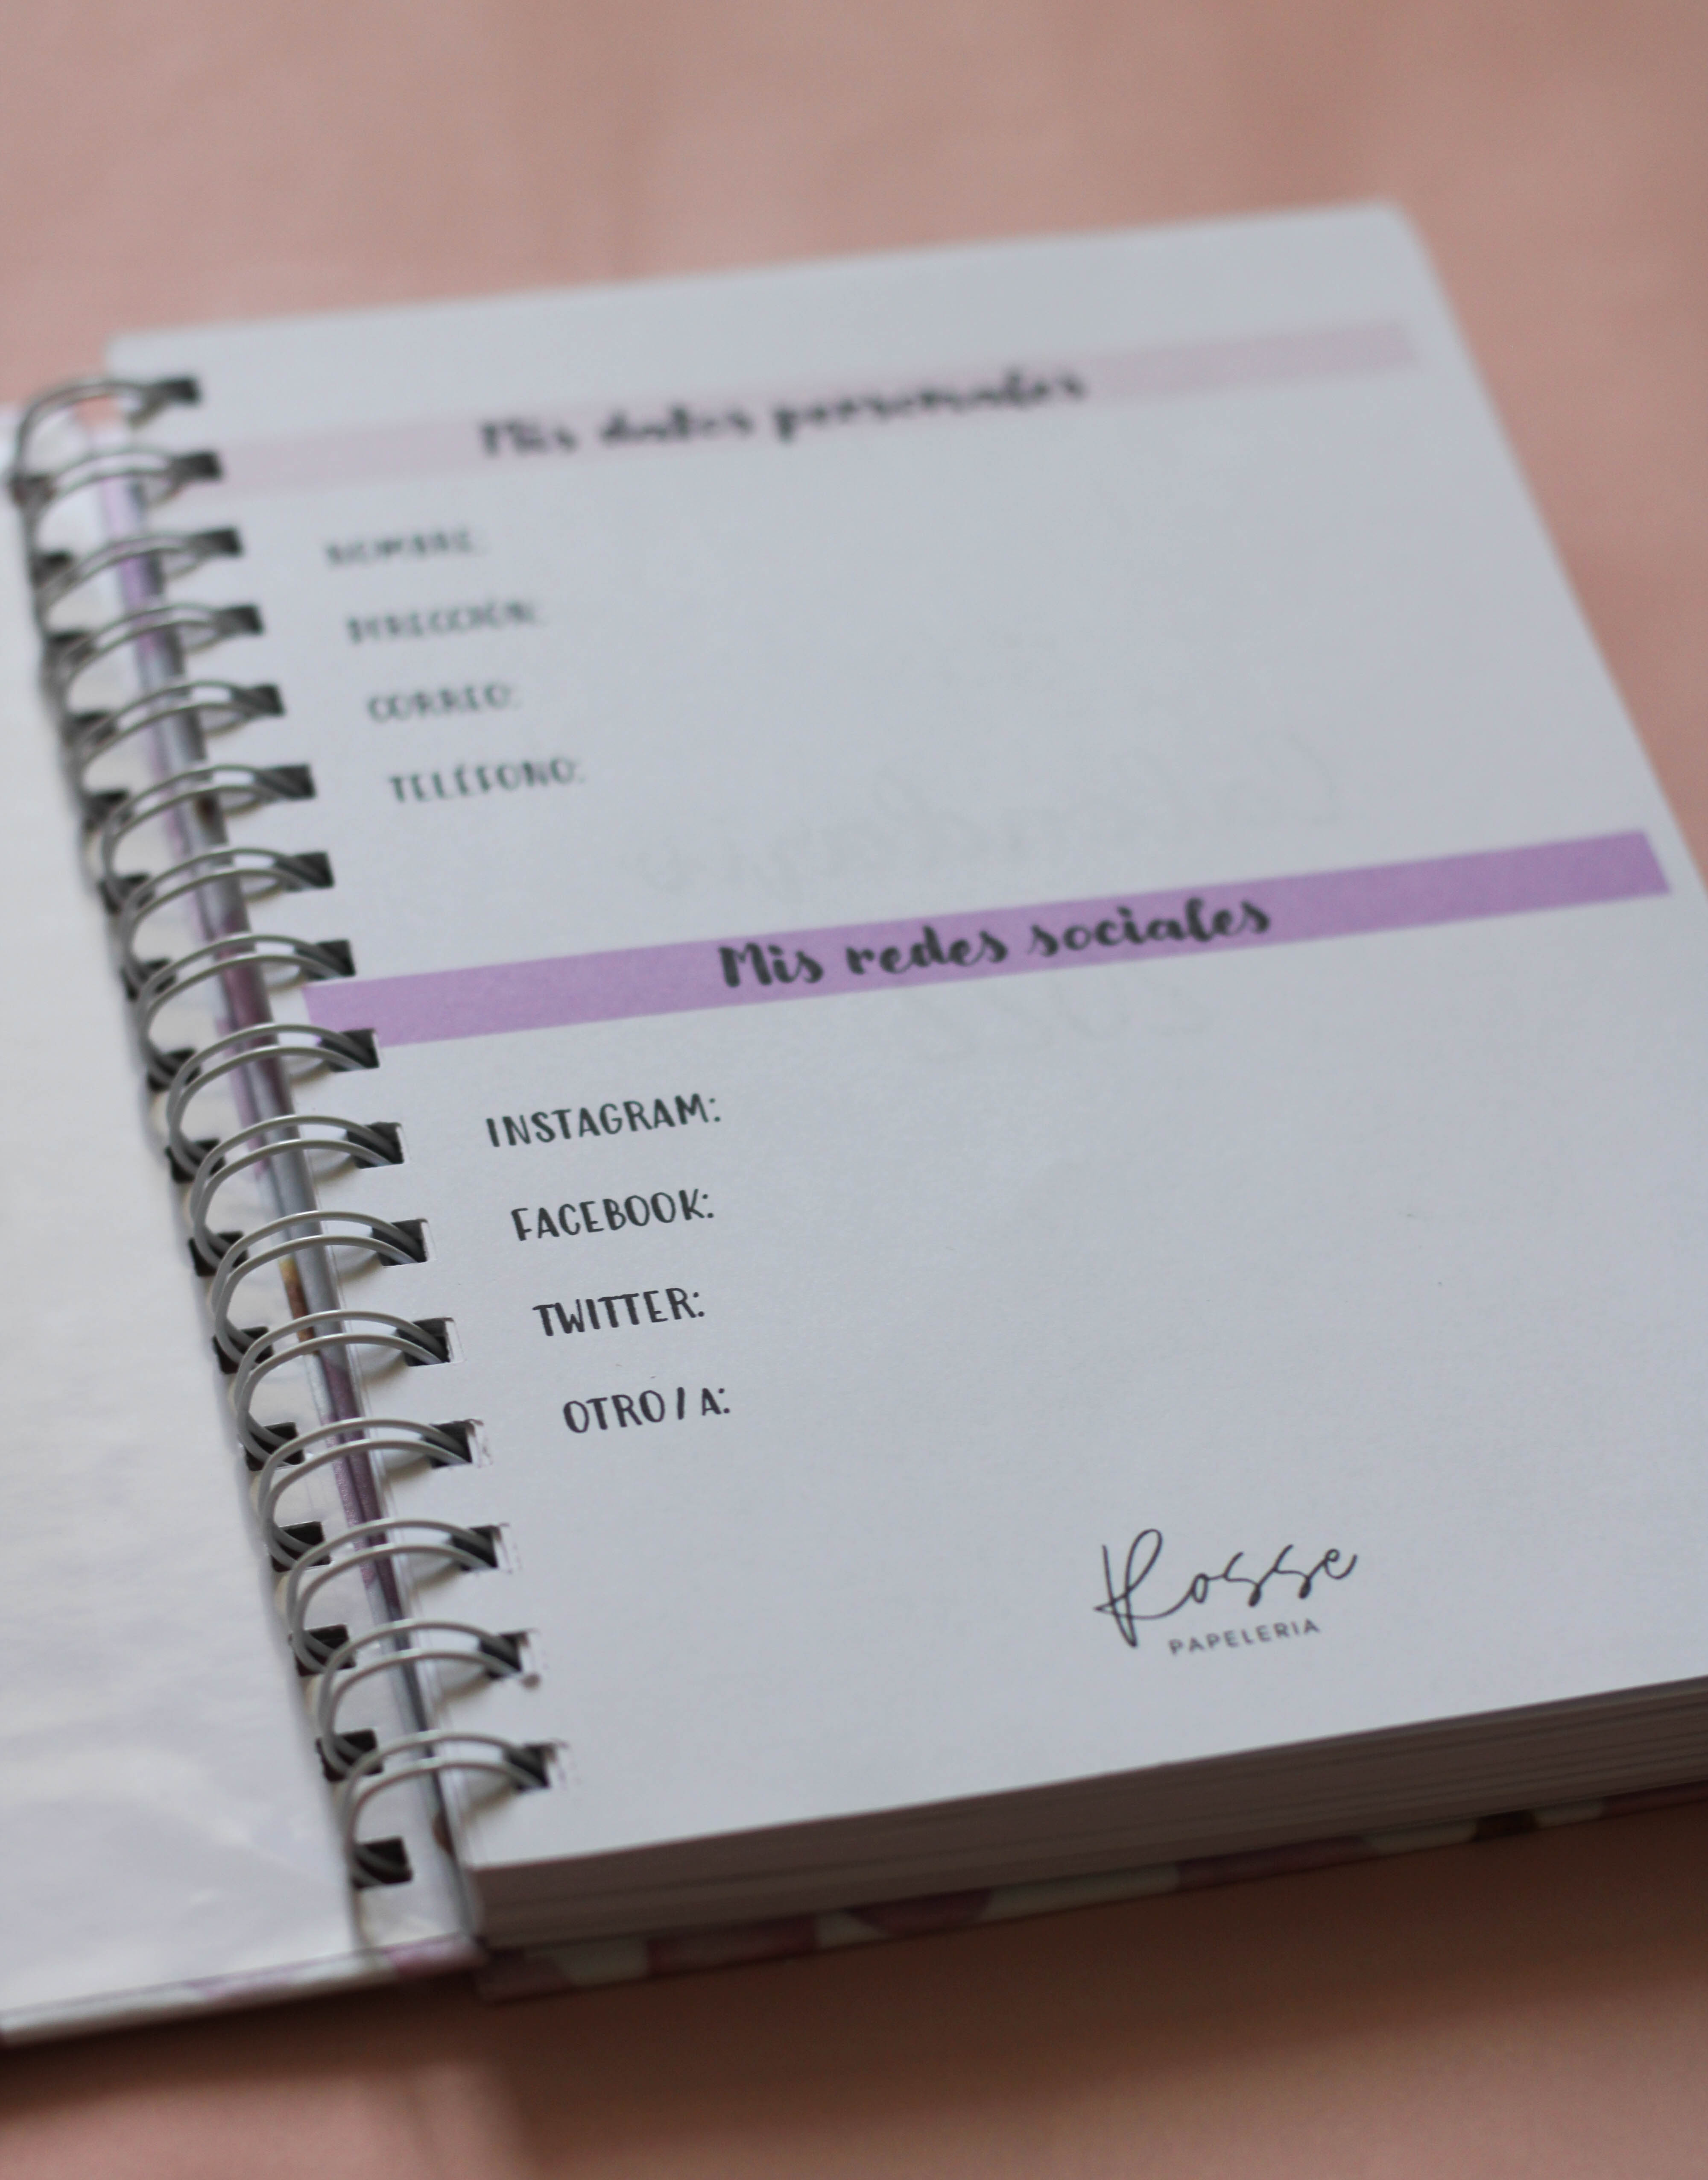 Mis datos personales
NOMBRE:
DIRECCIÓN:
CORREO:
TELÉFONO:
Mis redes sociales
INSTAGRAM:
FACEBOOK:
TWITTER:
OTRO/A:
Rosse
PAPELERIA